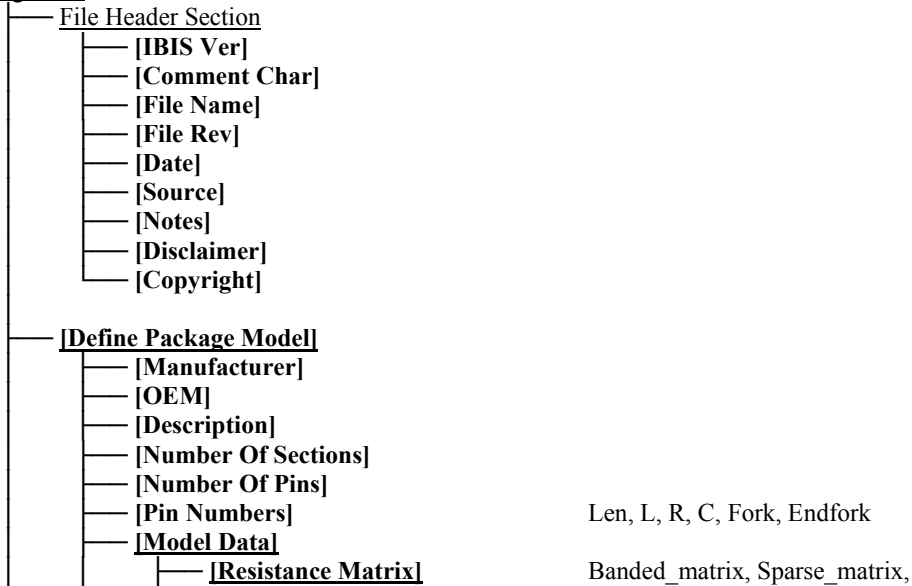 File Header Section
[IBIS Ver]
[Comment Char]
[File Name]
[File Rev]
[Date]
[Source]
[Notes]
[Disclaimer]
[Copyright]
[Define Package Model]
[Manufacturer]
[OEM]
[Description]
[Number Of Sections]
[Number Of Pins]
[Pin Numbers] Len, L, R, C, Fork, Endfork
[Model Data]
[Resistance Matrix] Banded_matrix, Sparse_matrix,